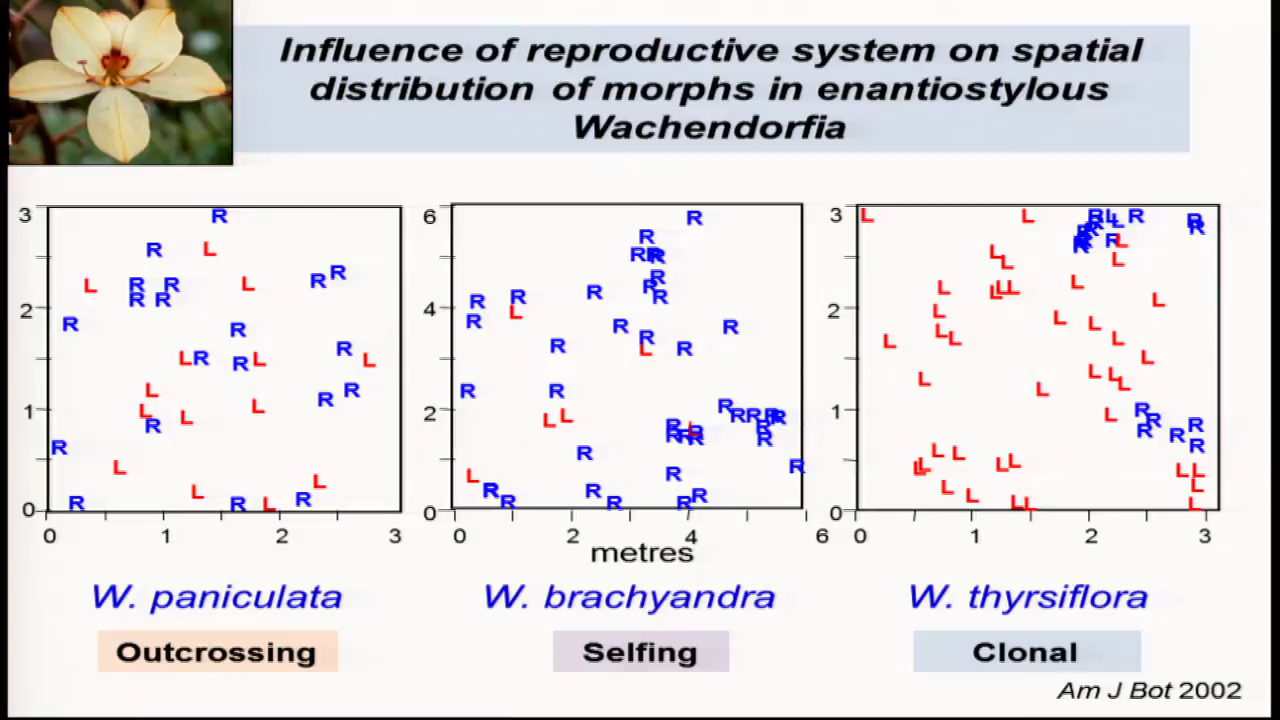 Influence of reproductive system on spatial
distribution of morphs in enantiostylous
Wachendorfia
3
2
1
0
0 1 2 3
6
4
2
0
0 2 4 6
metres
3
2
1
0
0 1 2 3
W. paniculata
W. brachyandra
W. thyrsiflora
Outcrossing
Selfing
Clonal
Am J Bot 2002